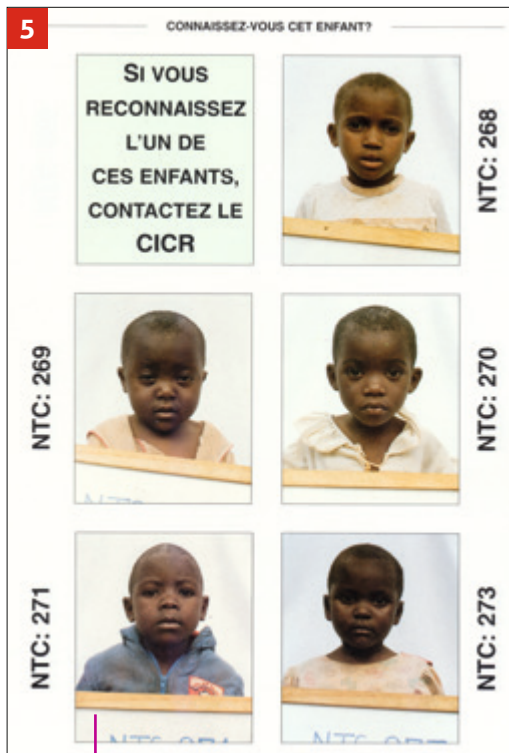 5
CONNAISSEZ-VOUS CET ENFANT?
SI VOUS
RECONNAISSEZ
L'UN DE
CES ENFANTS,
CONTACTEZ LE
CICR
NTC: 268
NTC: 269
NTC: 270
NTC: 271
NTC: 273